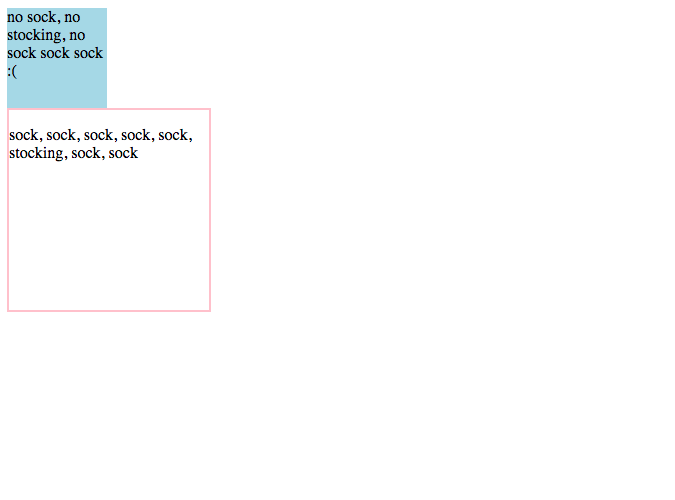 no sock, no
stocking, no
sock sock sock
:(
sock, sock, sock, sock, sock,
stocking, sock, sock